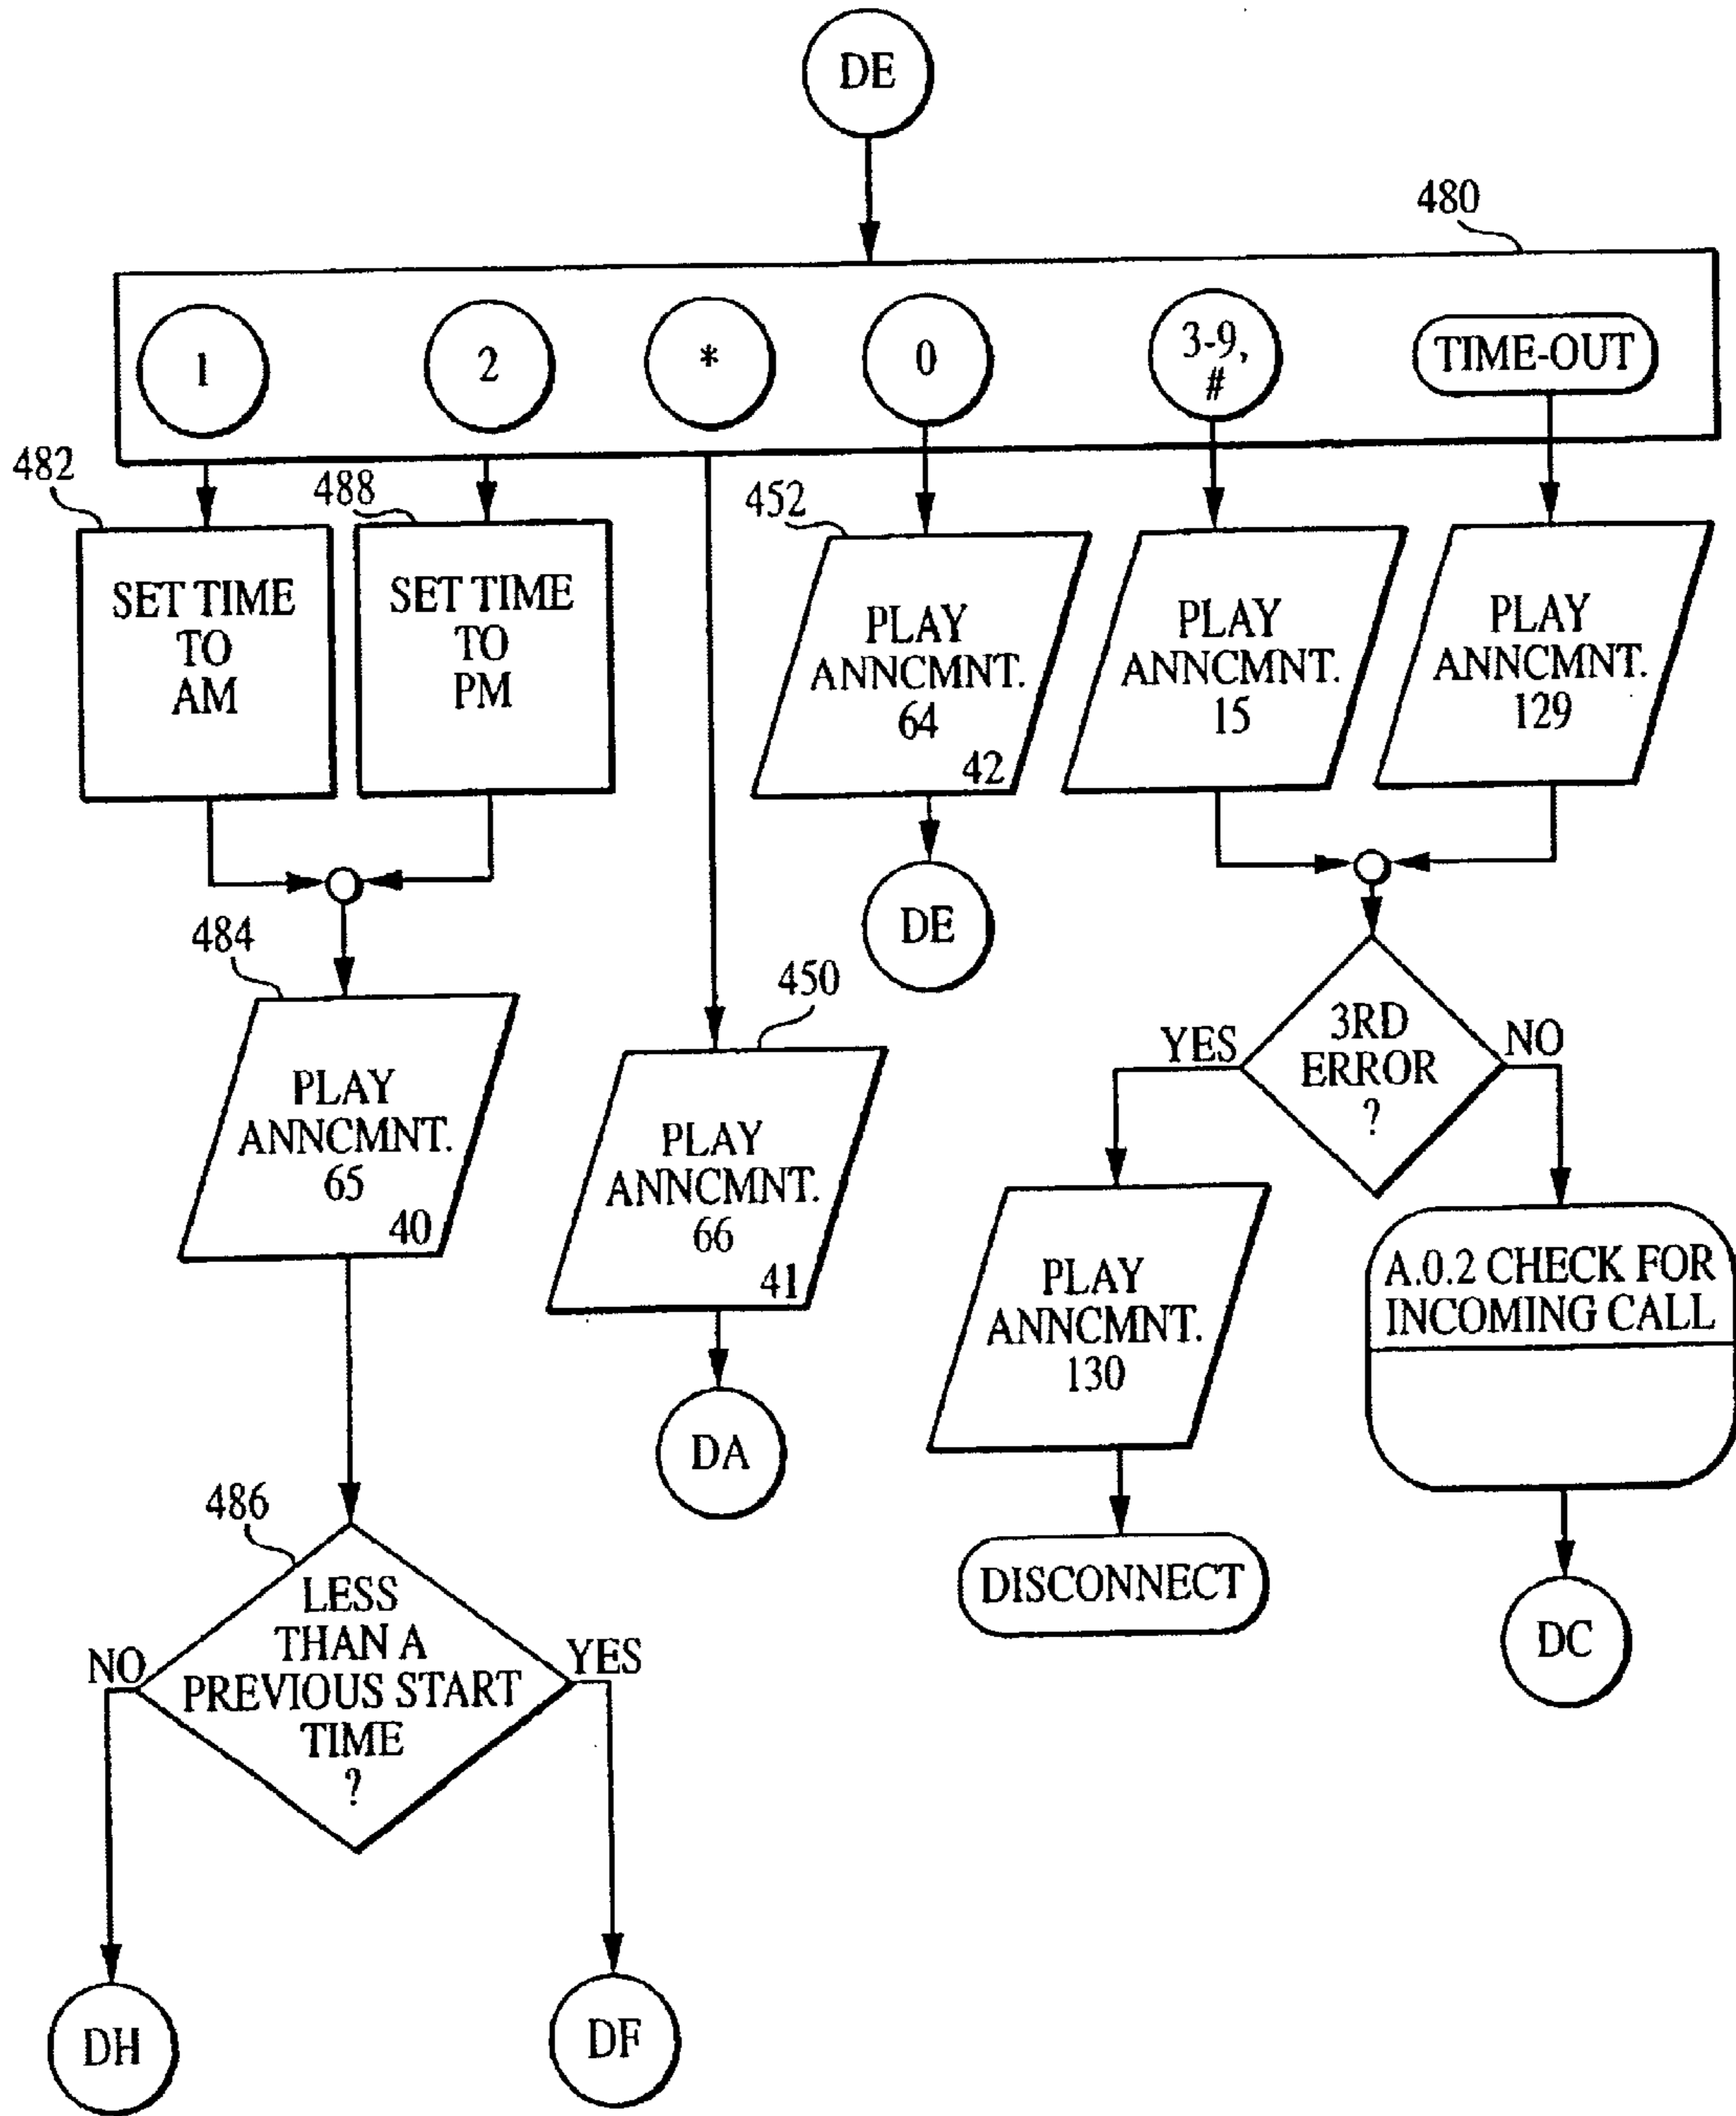 DE
480
1
2
*
0
3-9,
#
TIME-OUT
482
SET TIME
TO
AM
488
SET TIME
TO
PM
452
PLAY
ANNCMNT.
64
42
PLAY
ANNCMNT.
15
PLAY
ANNCMNT.
129
DE
484
PLAY
ANNCMNT.
65
40
450
PLAY
ANNCMNT.
66
41
3RD
ERROR
?
YES
NO
PLAY
ANNCMNT.
130
A.0.2 CHECK FOR
INCOMING CALL
DA
DISCONNECT
DC
486
LESS
THAN A
PREVIOUS START
TIME
?
NO
YES
DH
DF